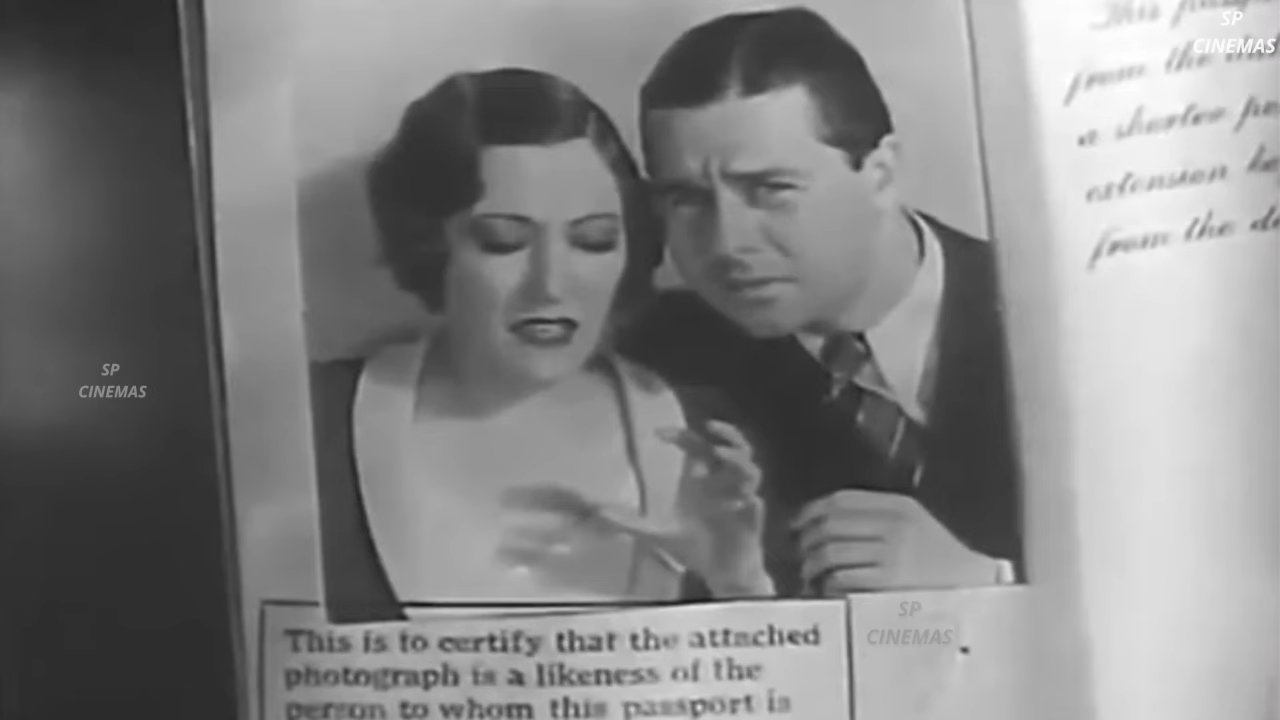 This is to certify that the attached
photograph is a likeness of the
person to whom this passport is
from the
a shorter
extension
from the
SP
CINEMAS
SP
CINEMAS
SP
CINEMAS